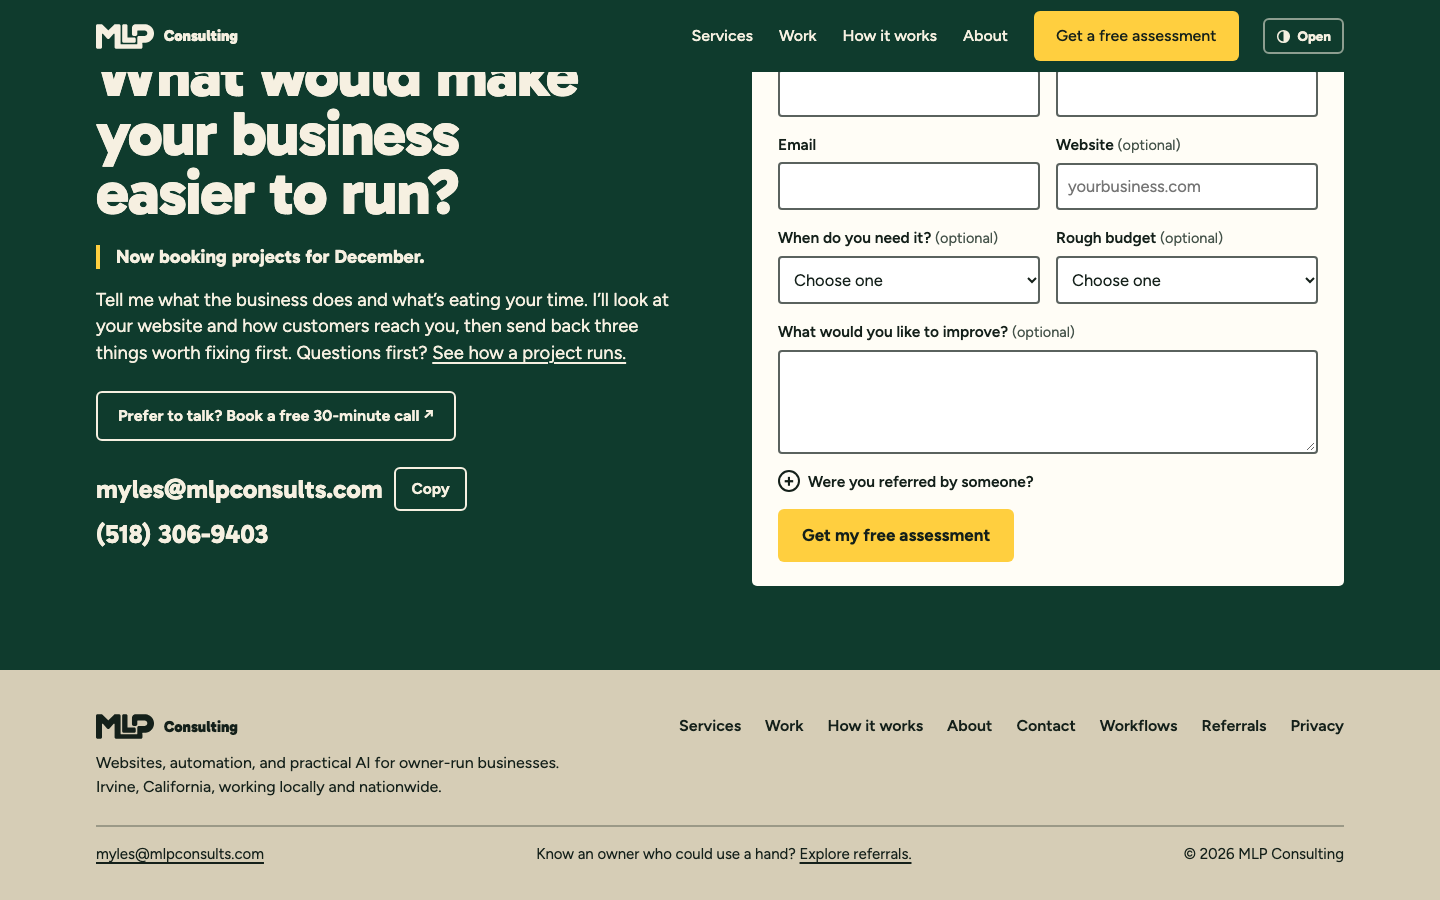 MLP Consulting
Services
Work
How it works
About
Get a free assessment
Open
What would make
your business
easier to run?
Now booking projects for December.
Tell me what the business does and what’s eating your time. I’ll look at
your website and how customers reach you, then send back three
things worth fixing first. Questions first? See how a project runs.
Prefer to talk? Book a free 30-minute call ↗
myles@mlpconsults.com
Copy
(518) 306-9403
Email
Website (optional)
yourbusiness.com
When do you need it? (optional)
Rough budget (optional)
Choose one
Choose one
What would you like to improve? (optional)
Were you referred by someone?
Get my free assessment
MLP Consulting
Services
Work
How it works
About
Contact
Workflows
Referrals
Privacy
Websites, automation, and practical AI for owner-run businesses.
Irvine, California, working locally and nationwide.
myles@mlpconsults.com
Know an owner who could use a hand? Explore referrals.
© 2026 MLP Consulting